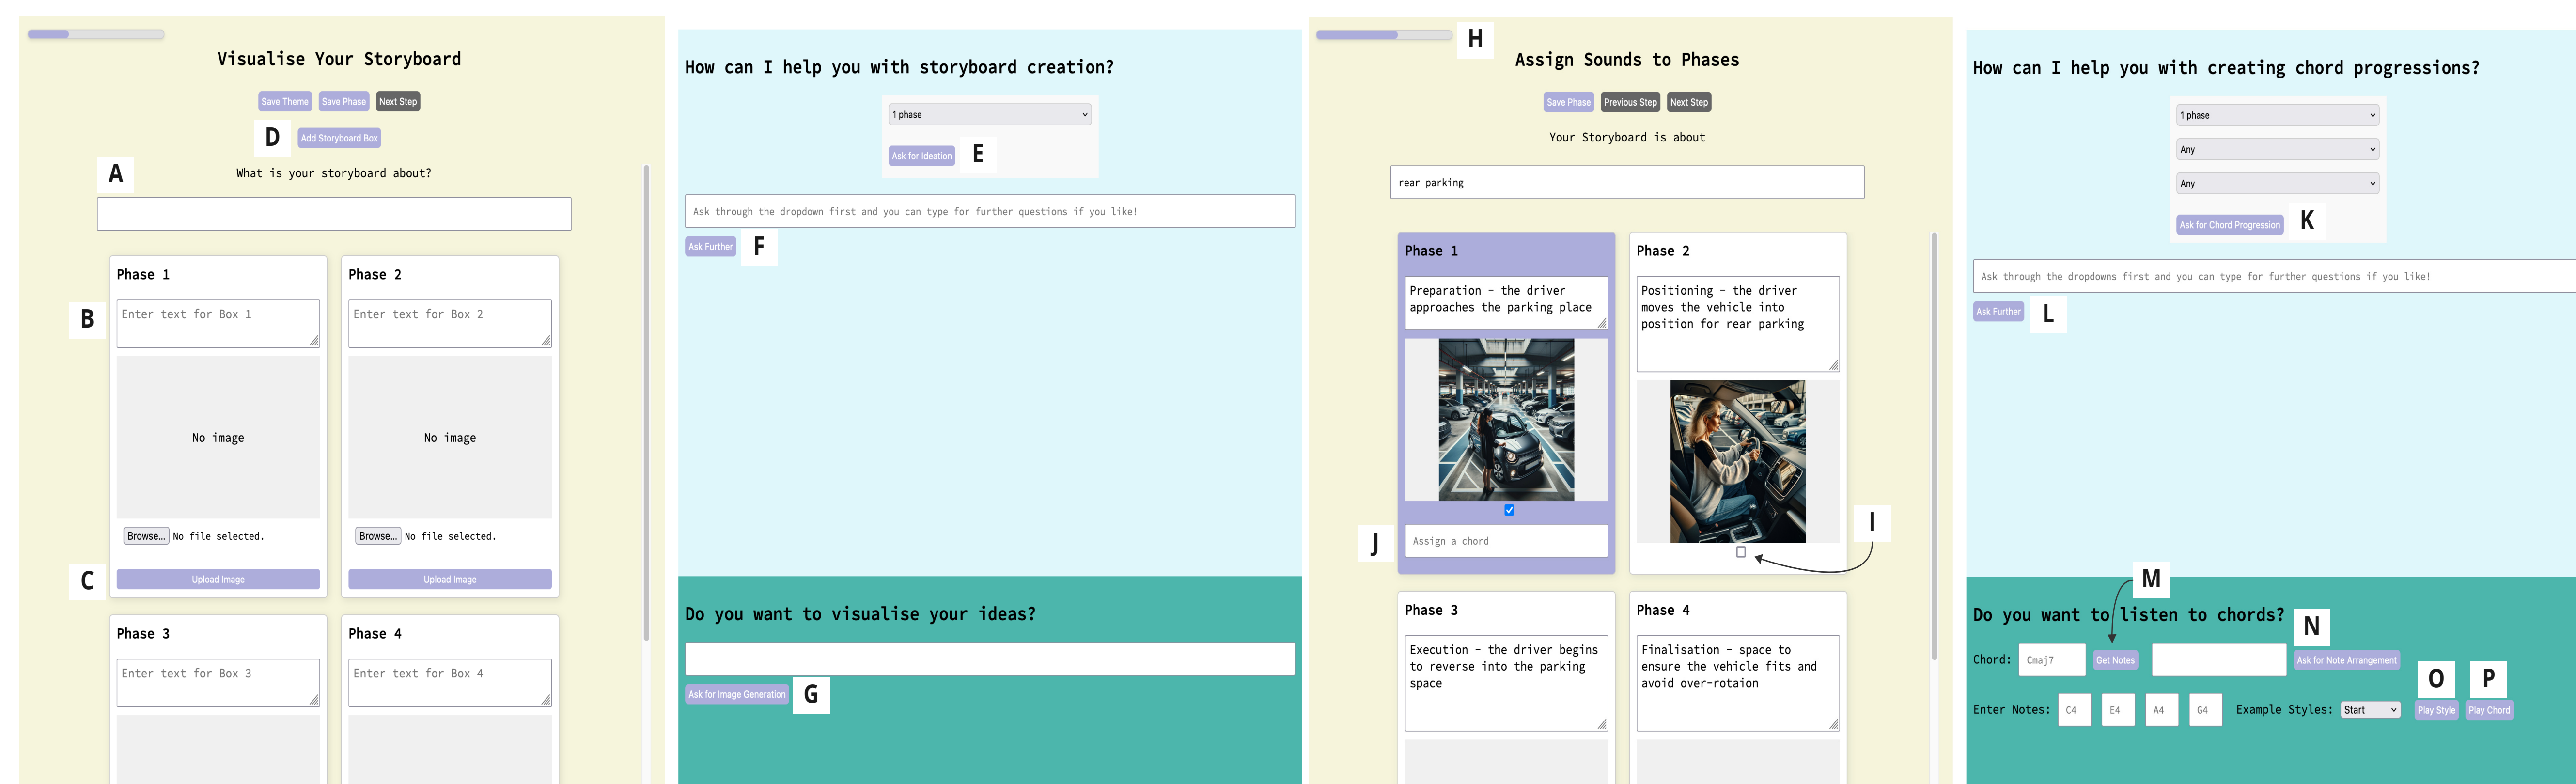 Visualise Your Storyboard
Save Theme Save Phase Next Step
D Add Storyboard Box
A
What is your storyboard about?
Phase 1
Phase 2
B
Enter text for Box 1
Enter text for Box 2
No image
No image
Browse... No file selected.
Browse... No file selected.
C
Upload Image
Upload Image
Phase 3
Phase 4
Enter text for Box 3
Enter text for Box 4
How can I help you with storyboard creation?
1 phase
Ask for Ideation E
Ask through the dropdown first and you can type for further questions if you like!
Ask Further F
Do you want to visualise your ideas?
Ask for Image Generation G
H
Assign Sounds to Phases
Save Phase Previous Step Next Step
Your Storyboard is about
rear parking
Phase 1
Preparation - the driver
approaches the parking place
J
Assign a chord
Phase 2
Positioning - the driver
moves the vehicle into
position for rear parking
I
Phase 3
Execution - the driver begins
to reverse into the parking
space
Phase 4
Finalisation - space to
ensure the vehicle fits and
avoid over-rotaion
How can I help you with creating chord progressions?
1 phase
Any
Any
Ask for Chord Progression K
Ask through the dropdowns first and you can type for further questions if you like!
Ask Further L
M
Do you want to listen to chords?
N
Chord: Cmaj7 Get Notes Ask for Note Arrangement
O P
Enter Notes: C4 E4 A4 G4 Example Styles: Start Play Style Play Chord